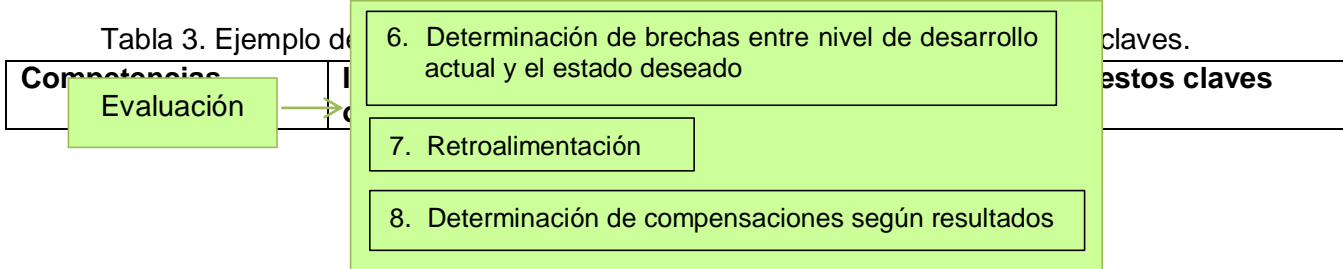 Tabla 3. Ejemplo de claves.
Competencias estos claves
Evaluación
6. Determinación de brechas entre nivel de desarrollo
actual y el estado deseado
7. Retroalimentación
8. Determinación de compensaciones según resultados